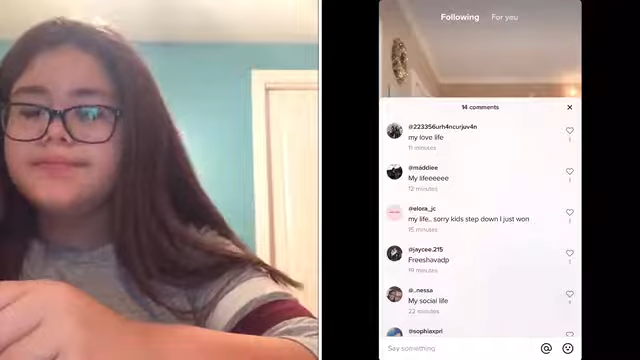 Following For you
14 comments
@223356urh4ncurjuv4n
my love life
11 minutes
@máddiee
My lifeeeeee
12 minutes
@elora_jc
my life.. sorry kids step down I just won
15 minutes
@jaycee.215
Freeshavadp
19 minutes
@..nessa
My social life
22 minutes
@sophiaxprl
Say something